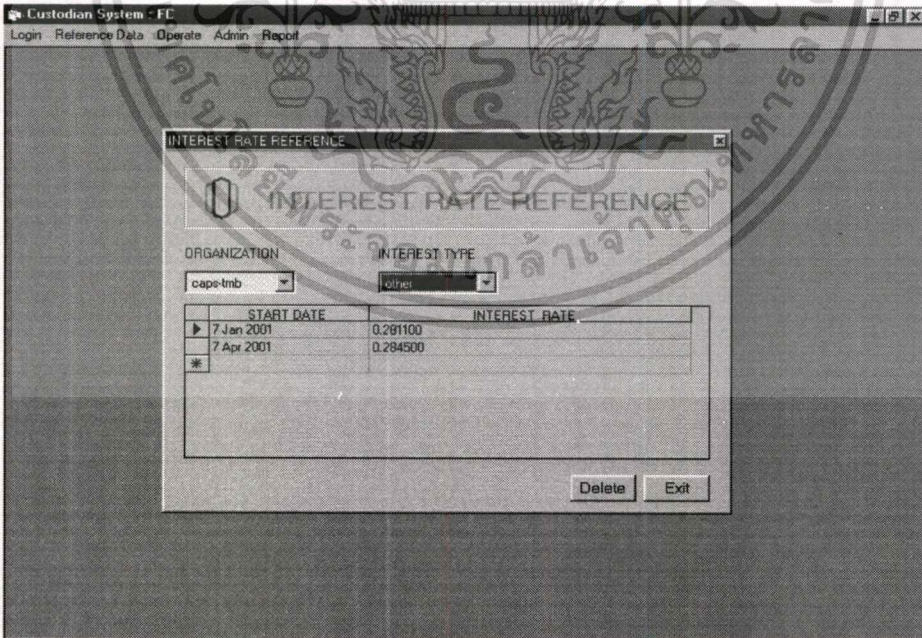 Custodian System - FC
Login Reference Data Operate Admin Report
INTEREST RATE REFERENCE
INTEREST RATE REFERENCE
ORGANIZATION INTEREST TYPE
caps-tmb other
START DATE INTEREST RATE
7 Jan 2001 0.281100
7 Apr 2001 0.284500
Delete Exit